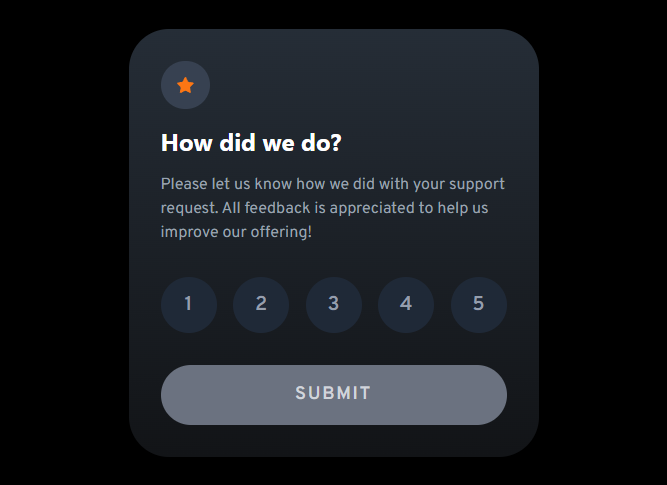 How did we do?
Please let us know how we did with your support
request. All feedback is appreciated to help us
improve our offering!
1 2 3 4 5
SUBMIT